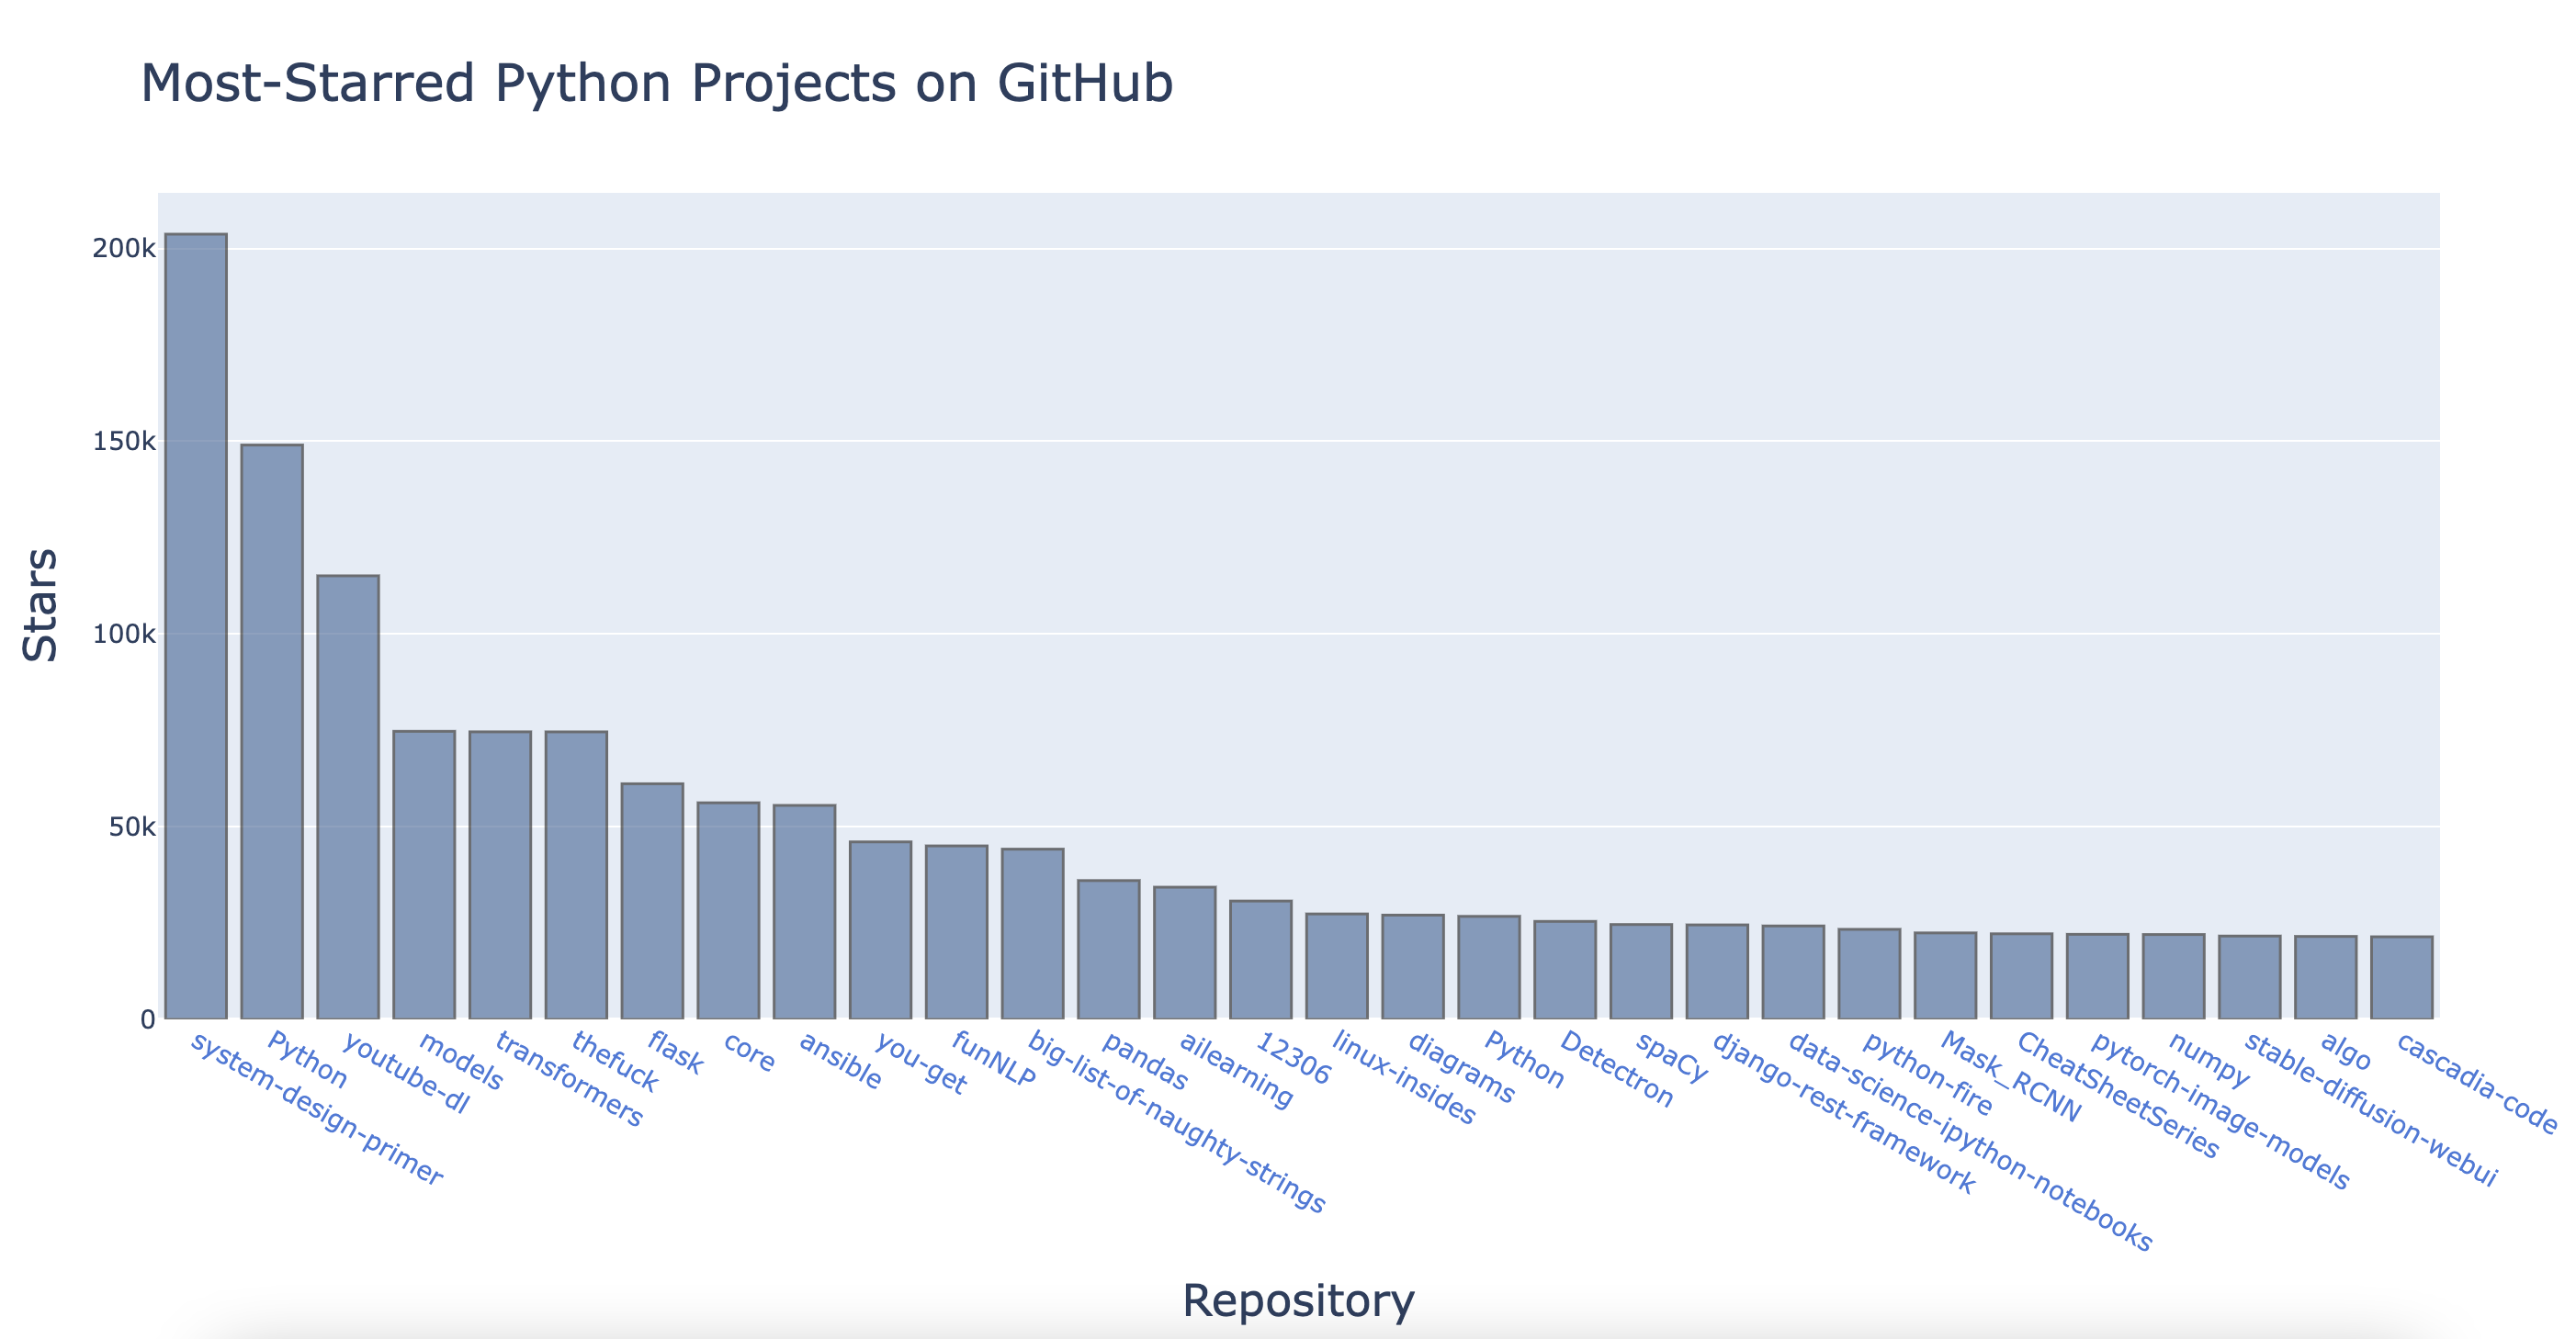 Most-Starred Python Projects on GitHub
Stars
200k
150k
100k
50k
0
system-design-primer
Python
youtube-dl
models
transformers
thefuck
flask
core
ansible
you-get
funNLP
big-list-of-naughty-strings
pandas
ailearning
12306
linux-insides
diagrams
Python
Detectron
spaCy
django-rest-framework
data-science-ipython-notebooks
python-fire
Mask_RCNN
CheatSheetSeries
pytorch-image-models
numpy
stable-diffusion-webui
algo
cascadia-code
Repository